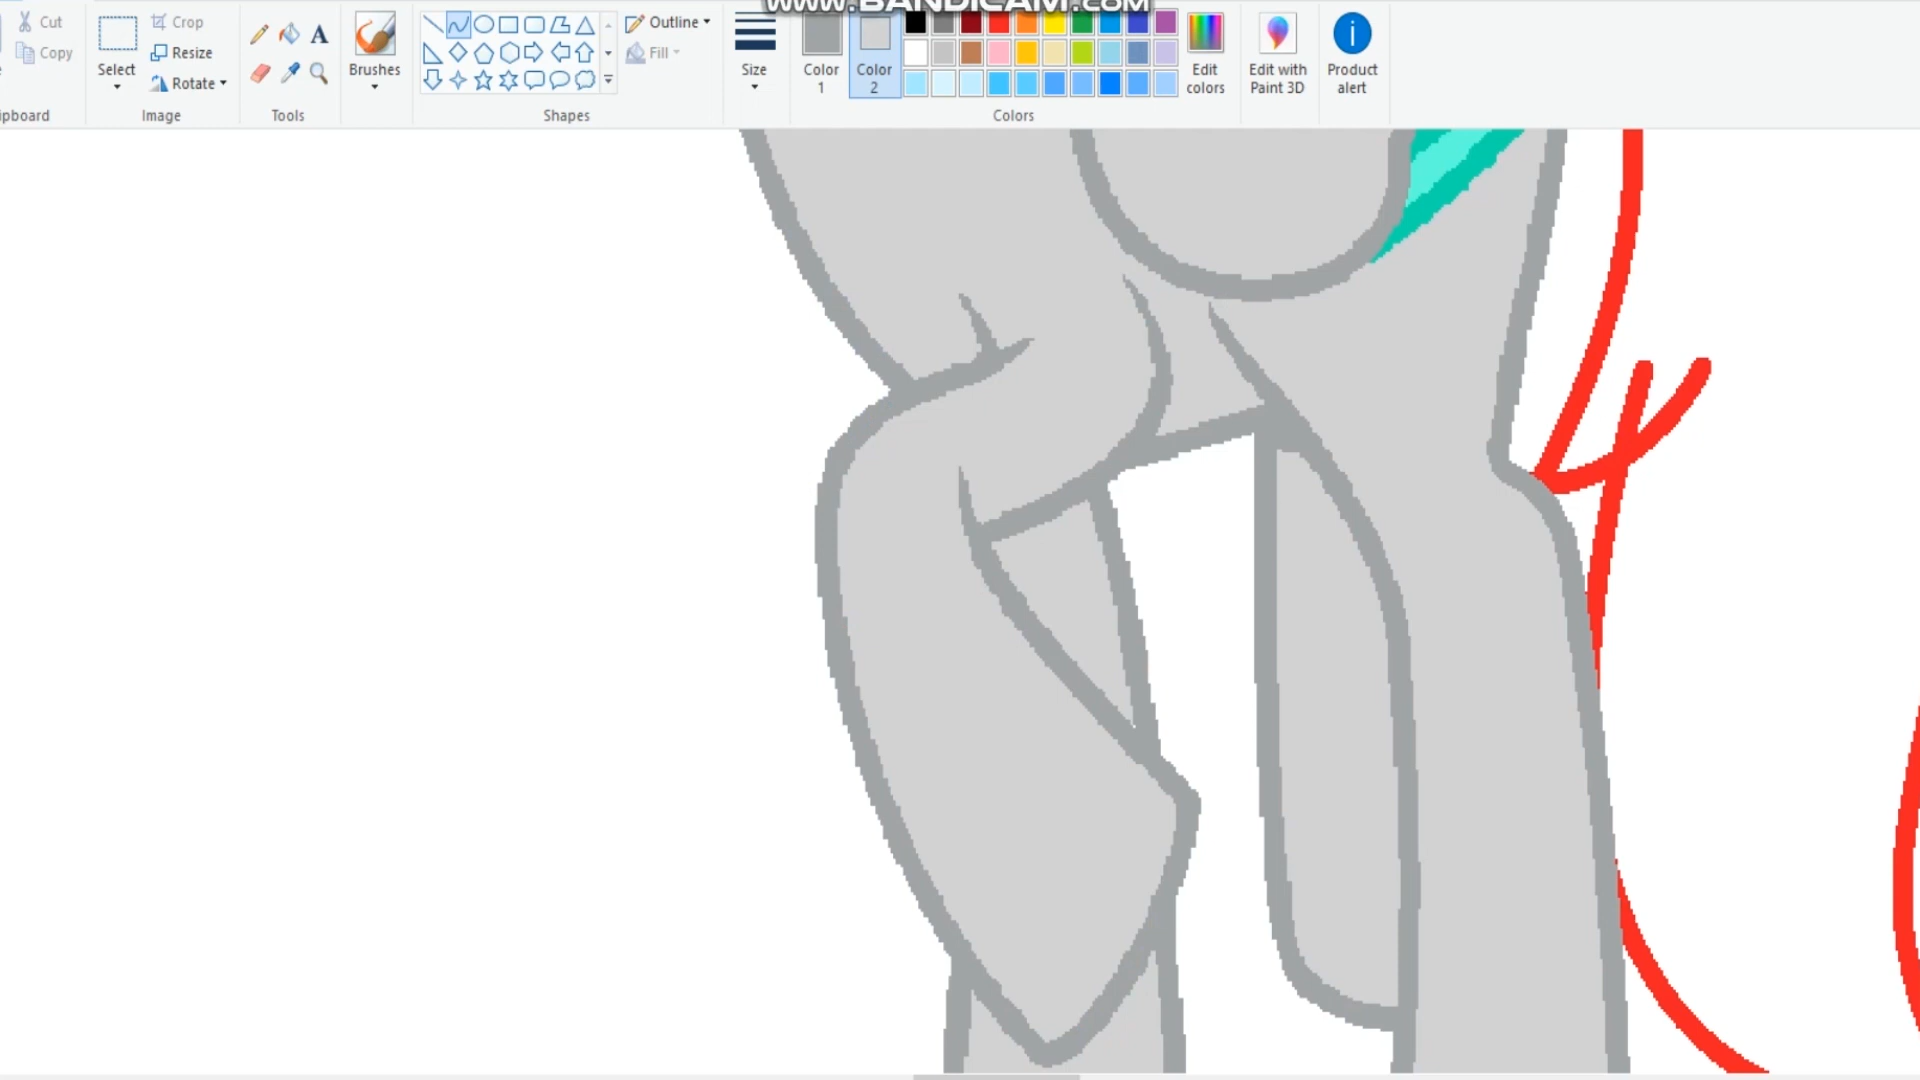 www.BANDICAM.com
Cut
Copy
ipboard
Select
Crop
Resize
Rotate
Image
A
Tools
Brushes
Shapes
Outline
Fill
Size
Color
1
Color
2
Colors
Edit
colors
Edit with
Paint 3D
Product
alert